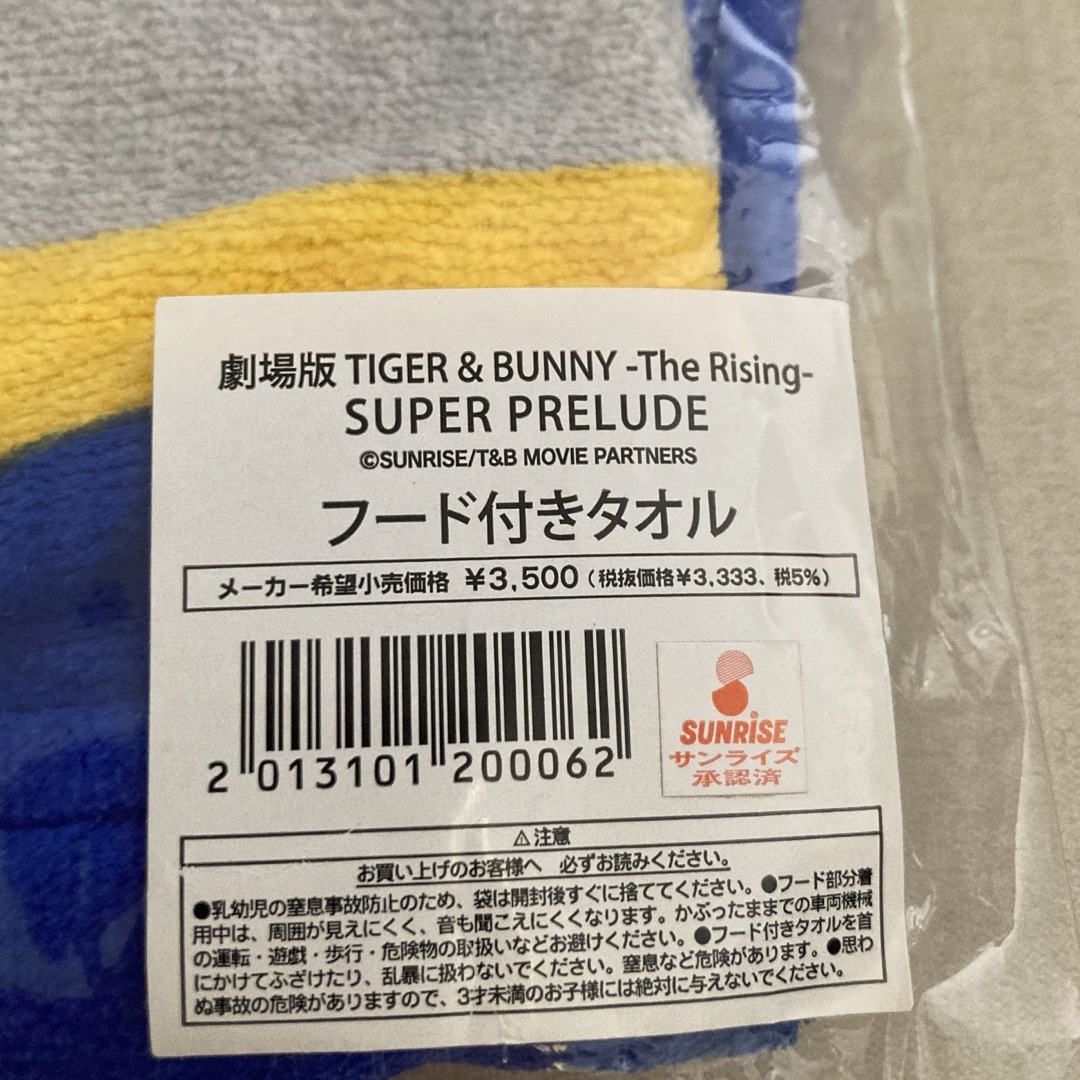 劇場版 TIGER & BUNNY -The Rising-
SUPER PRELUDE
©SUNRISE/T&B MOVIE PARTNERS
フード付きタオル
メーカー希望小売価格 ¥3,500（税抜価格¥3,333、税5%）
2 013101 200062
SUNRISE
サンライズ
承認済
⚠注意
お買い上げのお客様へ 必ずお読みください。
●乳幼児の窒息事故防止のため、袋は開封後すぐに捨ててください。●フード部分着
用中は、周囲が見えにくく、音も聞こえにくくなります。かぶったままでの車両機械
の運転・遊戯・歩行・危険物の取扱いなどお避けください。●フード付きタオルを首
にかけてふざけたり、乱暴に扱わないでください。窒息など危険があります。●思わ
ぬ事故の危険がありますので、3才未満のお子様には絶対に与えないでください。